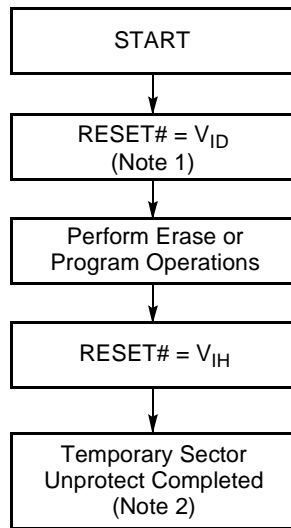 START
RESET# = VID
(Note 1)
Perform Erase or
Program Operations
RESET# = VIH
Temporary Sector
Unprotect Completed
(Note 2)